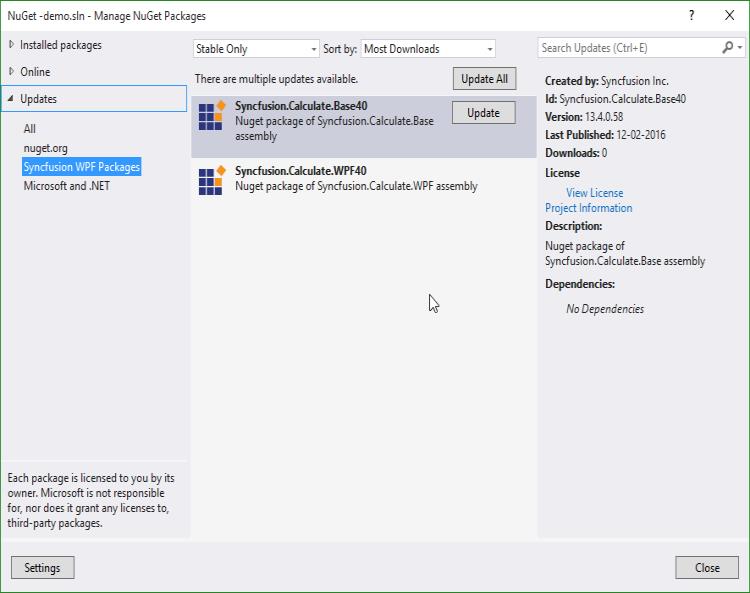 NuGet -demo.sln - Manage NuGet Packages
?
Installed packages
Online
Updates
All
nuget.org
Syncfusion WPF Packages
Microsoft and .NET
Each package is licensed to you by its
owner. Microsoft is not responsible
for, nor does it grant any licenses to,
third-party packages.
Stable Only
Sort by:
Most Downloads
There are multiple updates available.
Update All
Syncfusion.Calculate.Base40
Nuget package of Syncfusion.Calculate.Base
assembly
Update
Syncfusion.Calculate.WPF40
Nuget package of Syncfusion.Calculate.WPF assembly
Search Updates (Ctrl+E)
Created by: Syncfusion Inc.
Id: Syncfusion.Calculate.Base40
Version: 13.4.0.58
Last Published: 12-02-2016
Downloads: 0
License
View License
Project Information
Description:
Nuget package of
Syncfusion.Calculate.Base assembly
Dependencies:
No Dependencies
Settings
Close